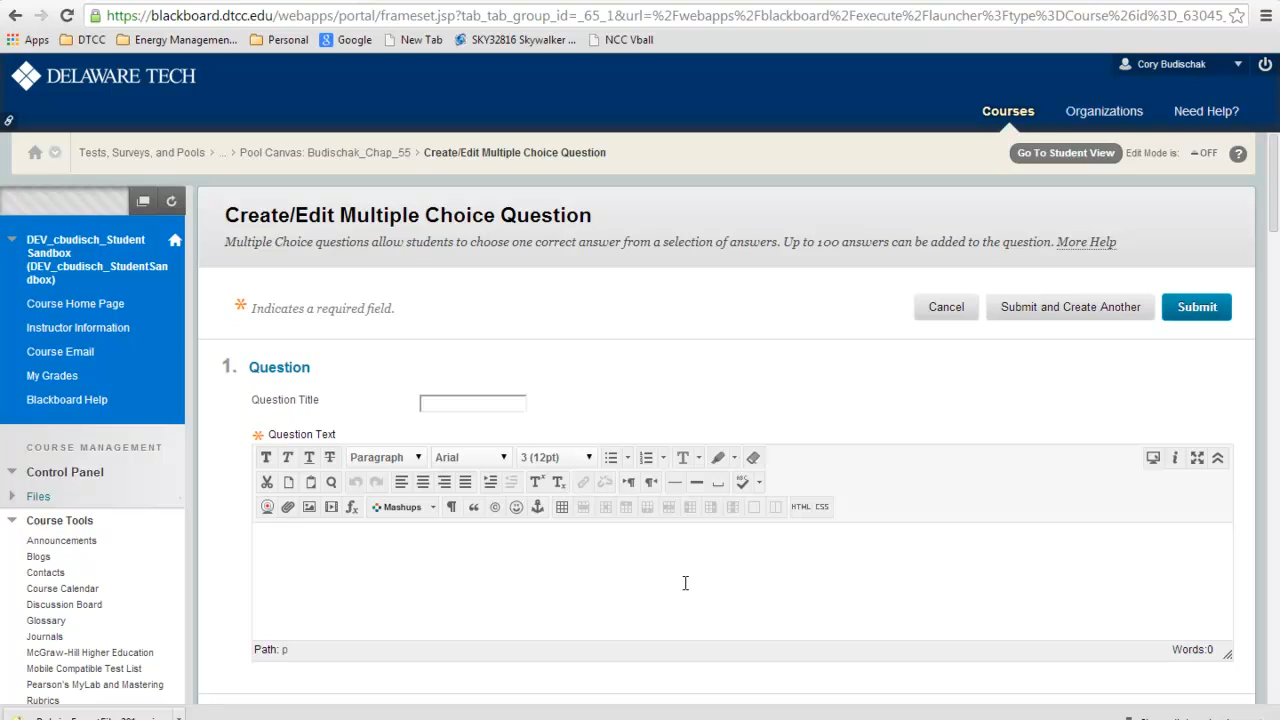 https://blackboard.dtcc.edu/webapps/portal/frameset.jsp?tab_tab_group_id=_65_1&url=%2Fwebapps%2Fblackboard%2Fexecute%2Flauncher%3Ftype%3DCourse%26id%3D_63045_
Apps DTCC Energy Managemen... Personal Google New Tab SKY32816 Skywalker ... NCC Vball
DELAWARE TECH
Cory Budischak
Courses Organizations Need Help?
Tests, Surveys, and Pools > ... > Pool Canvas: Budischak_Chap_55 > Create/Edit Multiple Choice Question
Go To Student View Edit Mode is: OFF ?
DEV_cbudisch_Student
Sandbox
(DEV_cbudisch_StudentSan
dbox)
Course Home Page
Instructor Information
Course Email
My Grades
Blackboard Help
COURSE MANAGEMENT
Control Panel
Files
Course Tools
Announcements
Blogs
Contacts
Course Calendar
Discussion Board
Glossary
Journals
McGraw-Hill Higher Education
Mobile Compatible Test List
Pearson's MyLab and Mastering
Rubrics
Create/Edit Multiple Choice Question
Multiple Choice questions allow students to choose one correct answer from a selection of answers. Up to 100 answers can be added to the question. More Help
* Indicates a required field.
Cancel Submit and Create Another Submit
1. Question
Question Title
* Question Text
T T T T Paragraph Arial 3 (12pt) T
Mashups HTML CSS
Path: p Words:0